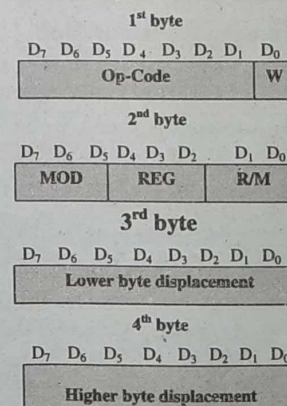 1st byte
D7 D6 D5 D4 D3 D2 D1 D0
Op-Code W
2nd byte
D7 D6 D5 D4 D3 D2 D1 D0
MOD REG R/M
3rd byte
D7 D6 D5 D4 D3 D2 D1 D0
Lower byte displacement
4th byte
D7 D6 D5 D4 D3 D2 D1 D0
Higher byte displacement